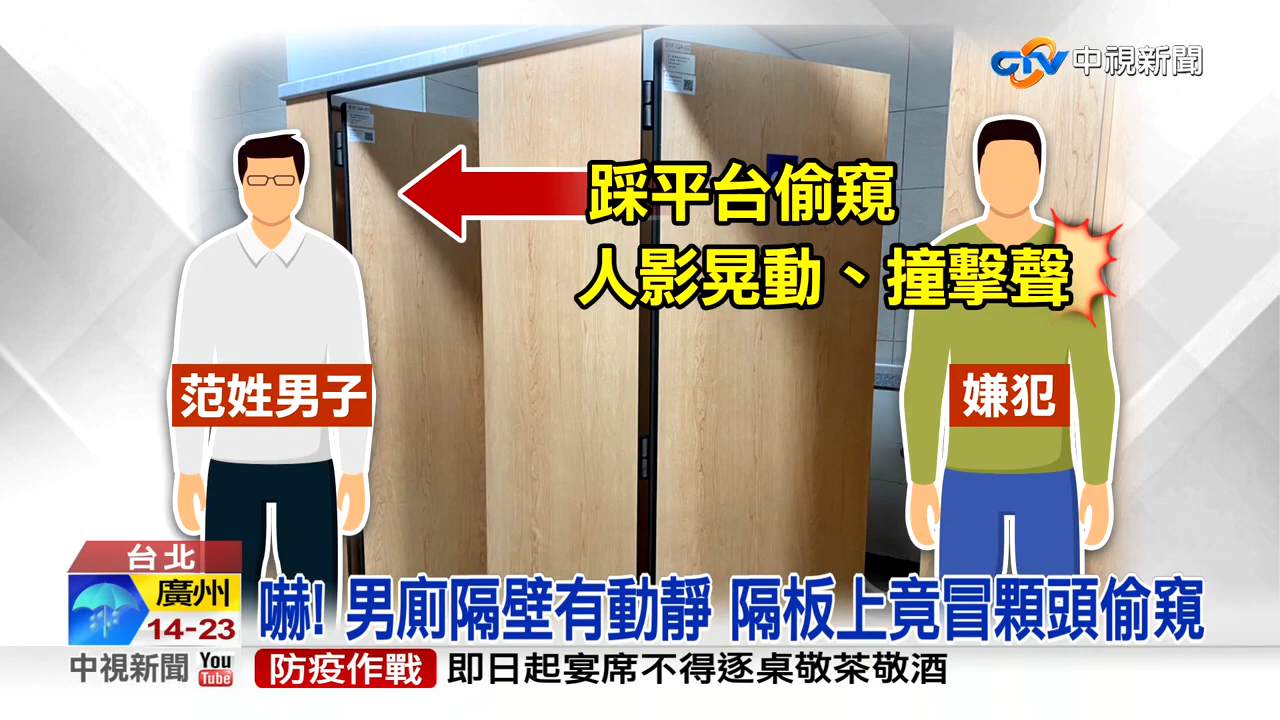 CTV 中視新聞
踩平台偷窺
人影晃動、撞擊聲
范姓男子
嫌犯
台北
廣州
14-23
嚇! 男廁隔壁有動靜 隔板上竟冒顆頭偷窺
中視新聞 YouTube
防疫作戰 即日起宴席不得逐桌敬茶敬酒